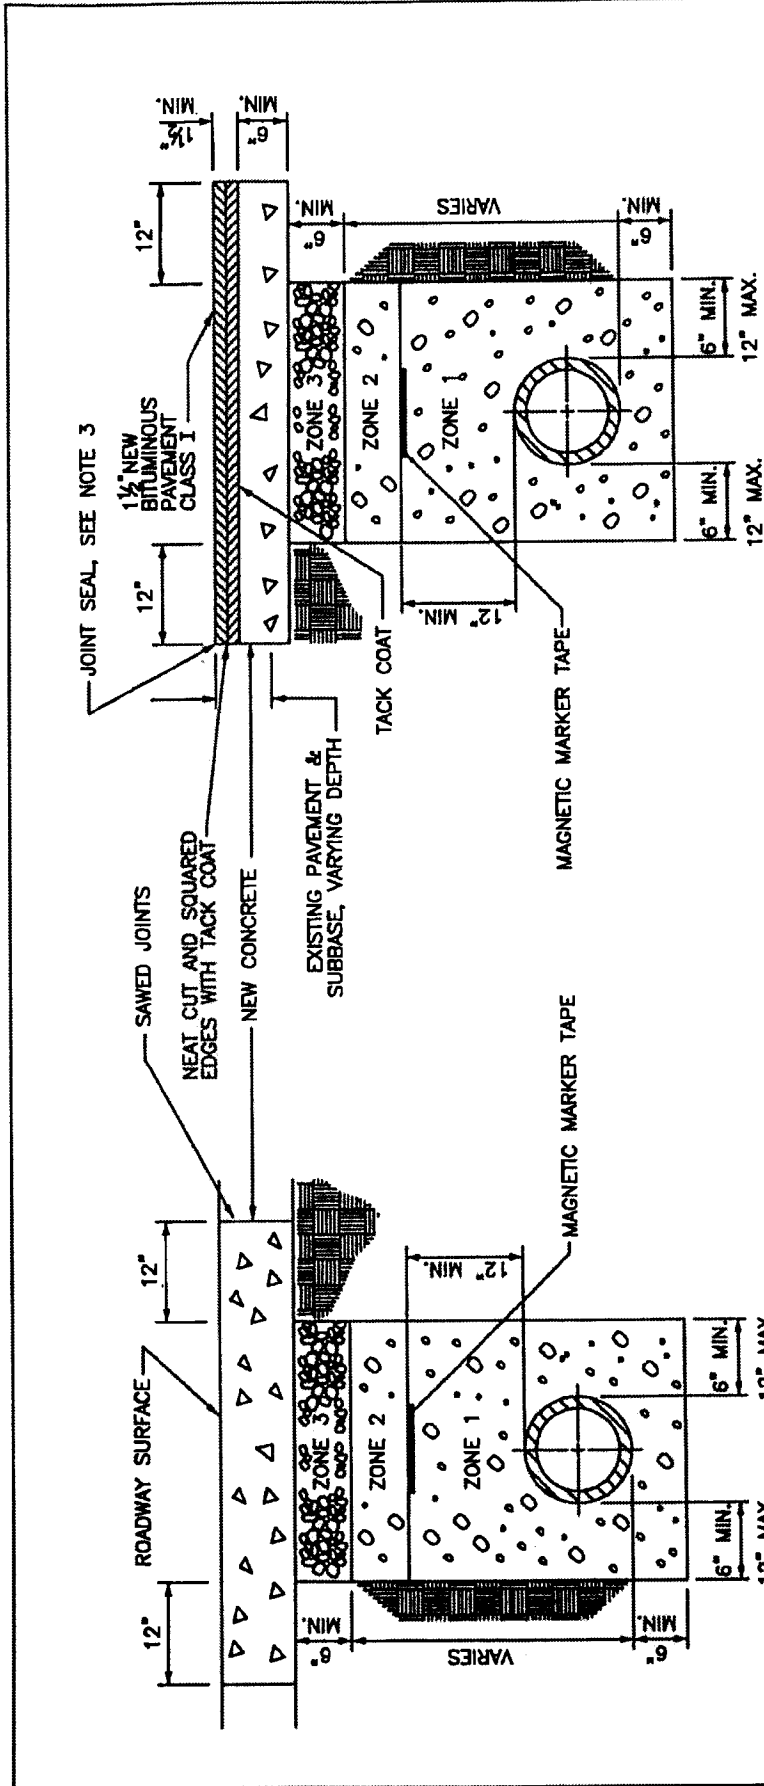 ROADWAY SURFACE
12"
12"
SAWED JOINTS
NEAT CUT AND SQUARED
EDGES WITH TACK COAT
NEW CONCRETE
EXISTING PAVEMENT &
SUBBASE, VARYING DEPTH
6"
MIN.
VARIES
6"
MIN.
ZONE 3
ZONE 2
ZONE 1
12" MIN.
MAGNETIC MARKER TAPE
6" MIN.
12" MAX.
6" MIN.
12" MAX.
JOINT SEAL, SEE NOTE 3
12"
1½" NEW
BITUMINOUS
PAVEMENT
CLASS I
12"
1½"
MIN.
6"
MIN.
TACK COAT
6"
MIN.
VARIES
6"
MIN.
ZONE 3
ZONE 2
ZONE 1
12" MIN.
MAGNETIC MARKER TAPE
6" MIN.
12" MAX.
6" MIN.
12" MAX.